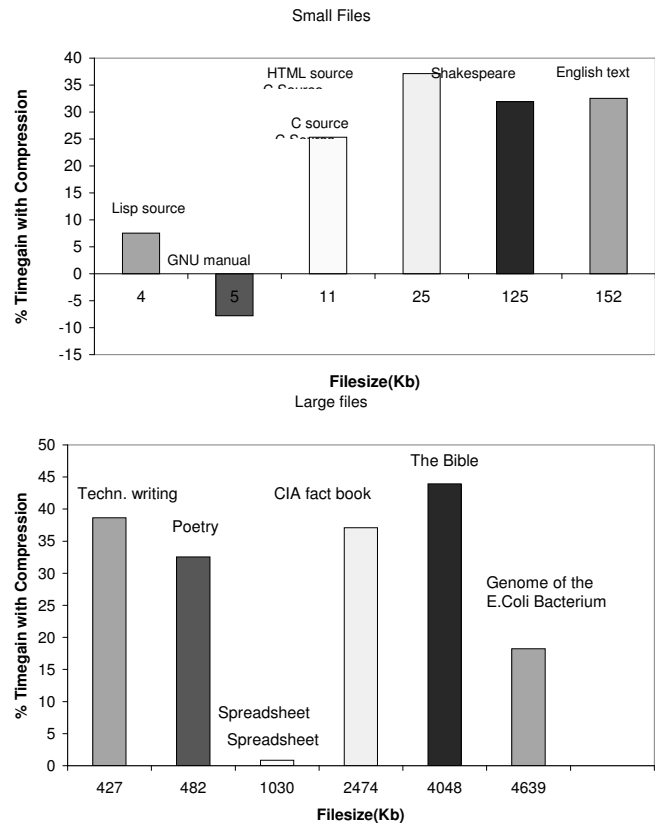 Small Files
% Timegain with Compression
40
35
30
25
20
15
10
5
0
-5
-10
-15
HTML source
C Source
Shakespeare
English text
C source
C Source
Lisp source
GNU manual
4
5
11
25
125
152
Filesize(Kb)
Large files
% Timegain with Compression
50
45
40
35
30
25
20
15
10
5
0
The Bible
Techn. writing
CIA fact book
Poetry
Genome of the
E.Coli Bacterium
Spreadsheet
Spreadsheet
427
482
1030
2474
4048
4639
Filesize(Kb)